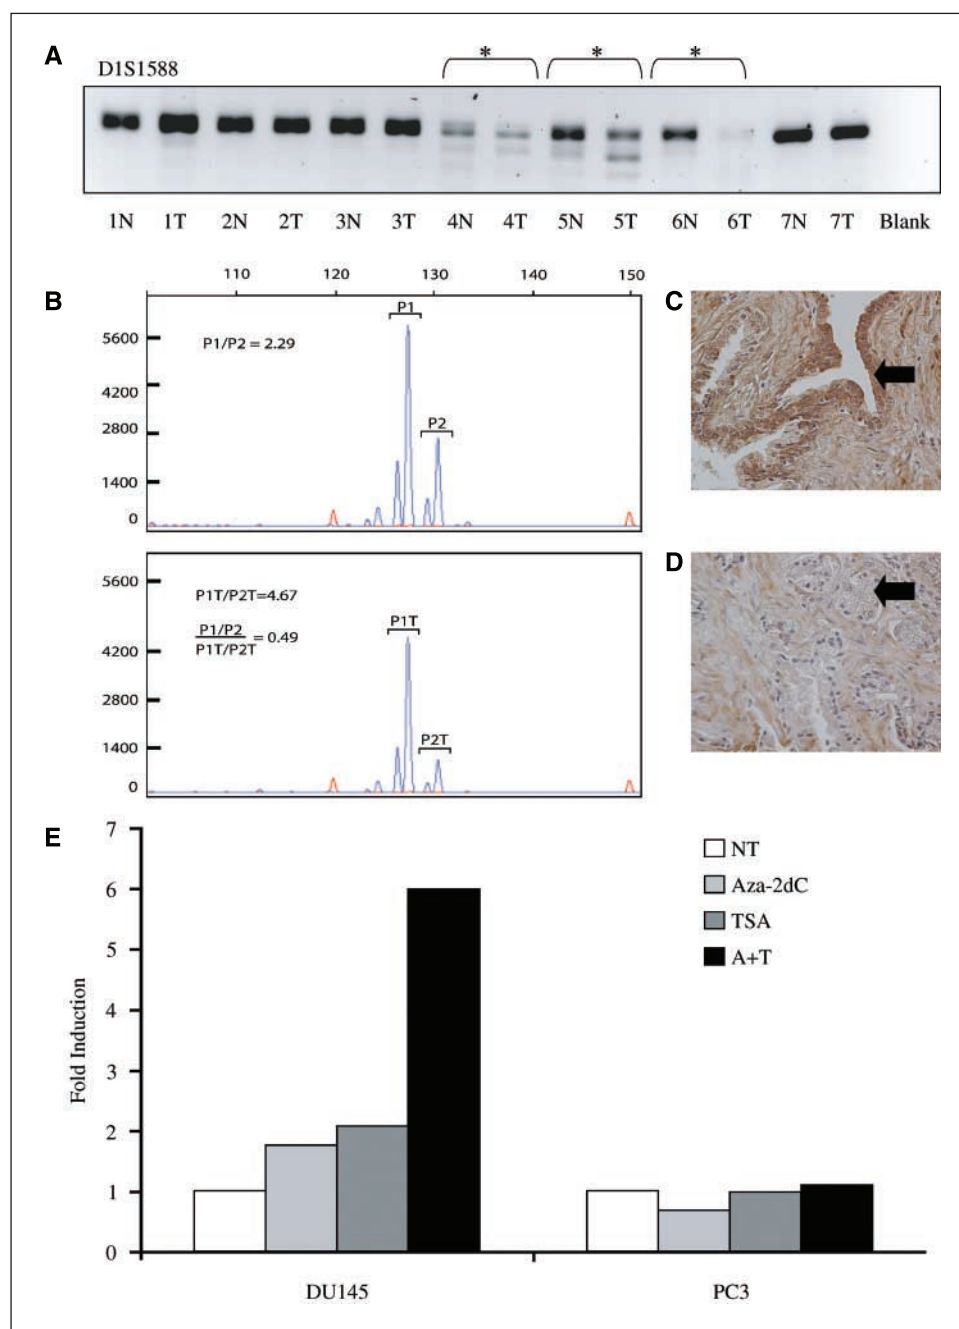 A
D1S1588
*
*
*
1N 1T 2N 2T 3N 3T 4N 4T 5N 5T 6N 6T 7N 7T Blank
B
110 120 130 140 150
P1
P1/P2 = 2.29
P2
5600
4200
2800
1400
0
C
P1T/P2T=4.67
P1/P2
P1T/P2T
= 0.49
P1T
P2T
5600
4200
2800
1400
0
D
E
7
6
5
4
3
2
1
0
Fold Induction
NT
Aza-2dC
TSA
A+T
DU145 PC3